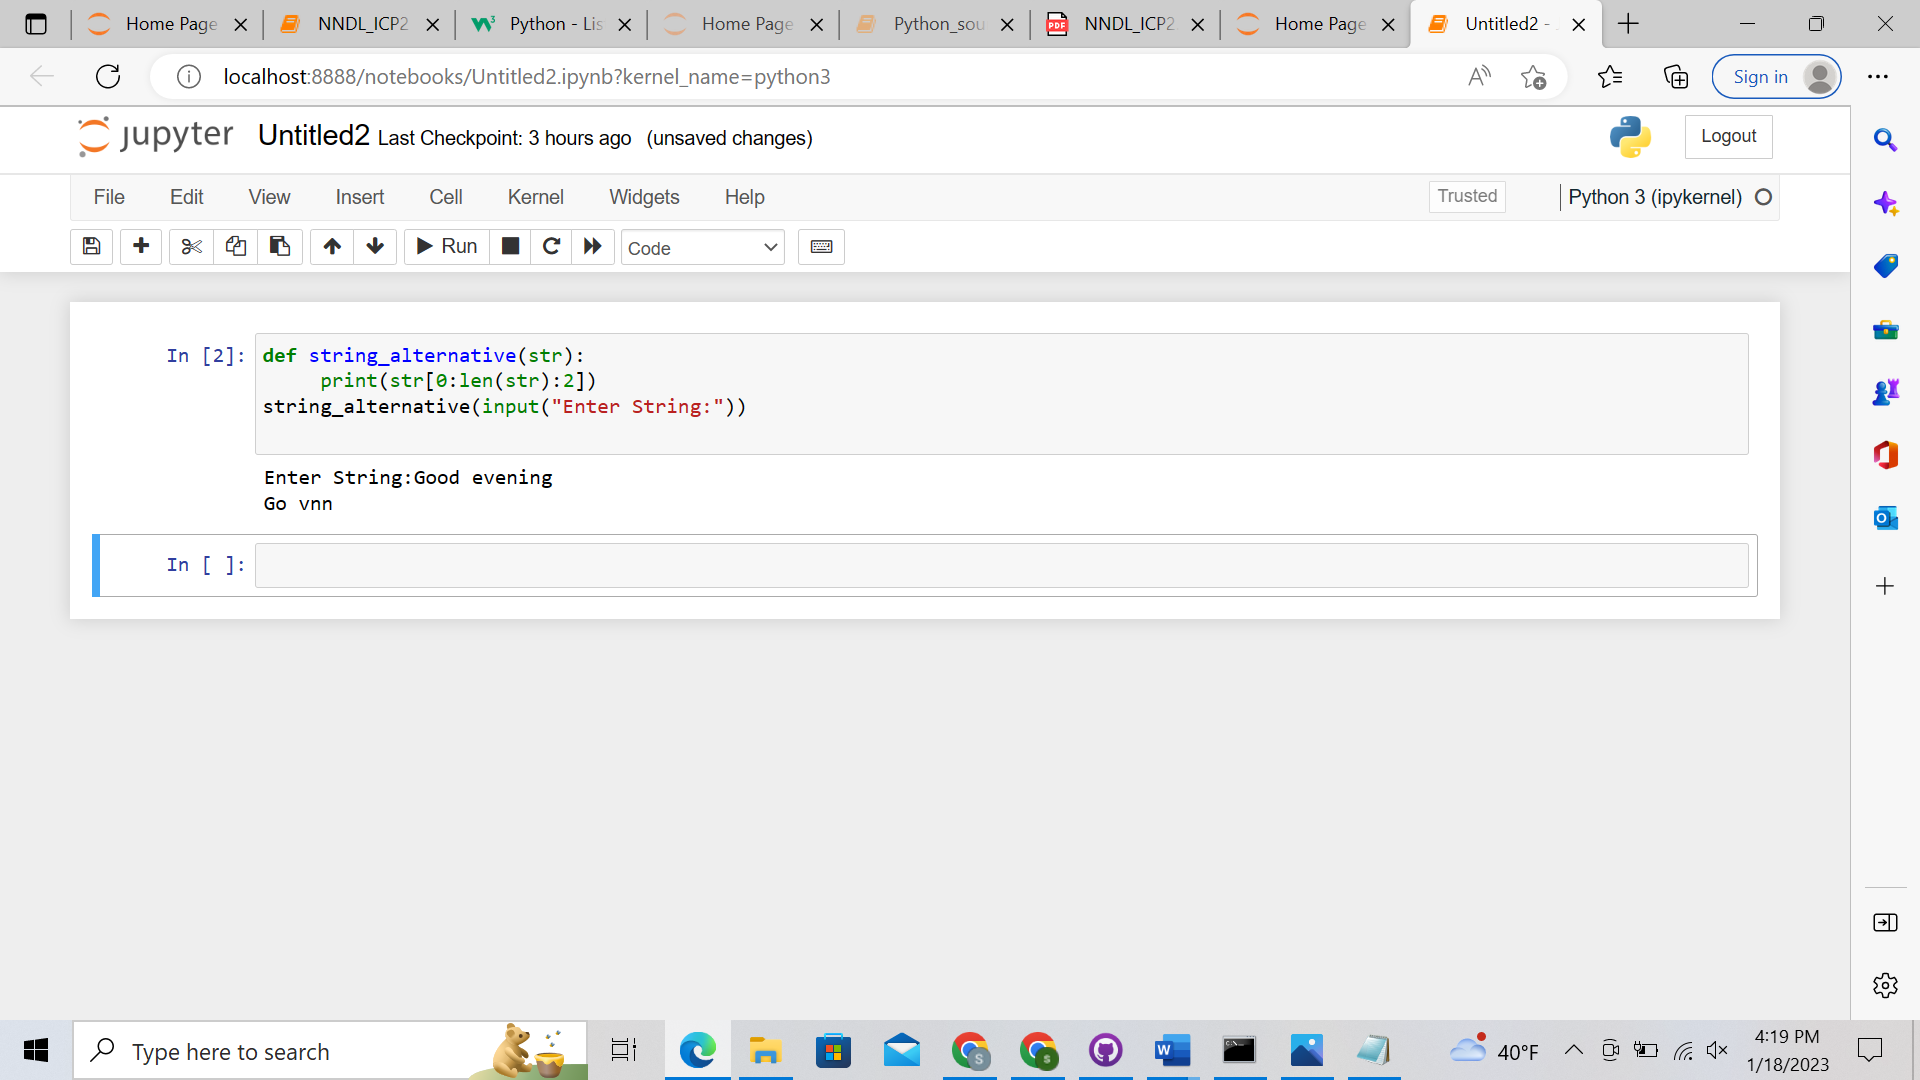 Home Page
NNDL_ICP2
Python - Lis
Home Page
Python_sou
PDF
NNDL_ICP2
Home Page
Untitled2 -
localhost:8888/notebooks/Untitled2.ipynb?kernel_name=python3
Sign in
jupyter Untitled2 Last Checkpoint: 3 hours ago (unsaved changes)
Logout
File Edit View Insert Cell Kernel Widgets Help
Trusted
Python 3 (ipykernel)
Run
Code
In [2]:
def string_alternative(str):
     print(str[0:len(str):2])
string_alternative(input("Enter String:"))
Enter String:Good evening
Go vnn
In [ ]:
Type here to search
40°F
4:19 PM
1/18/2023